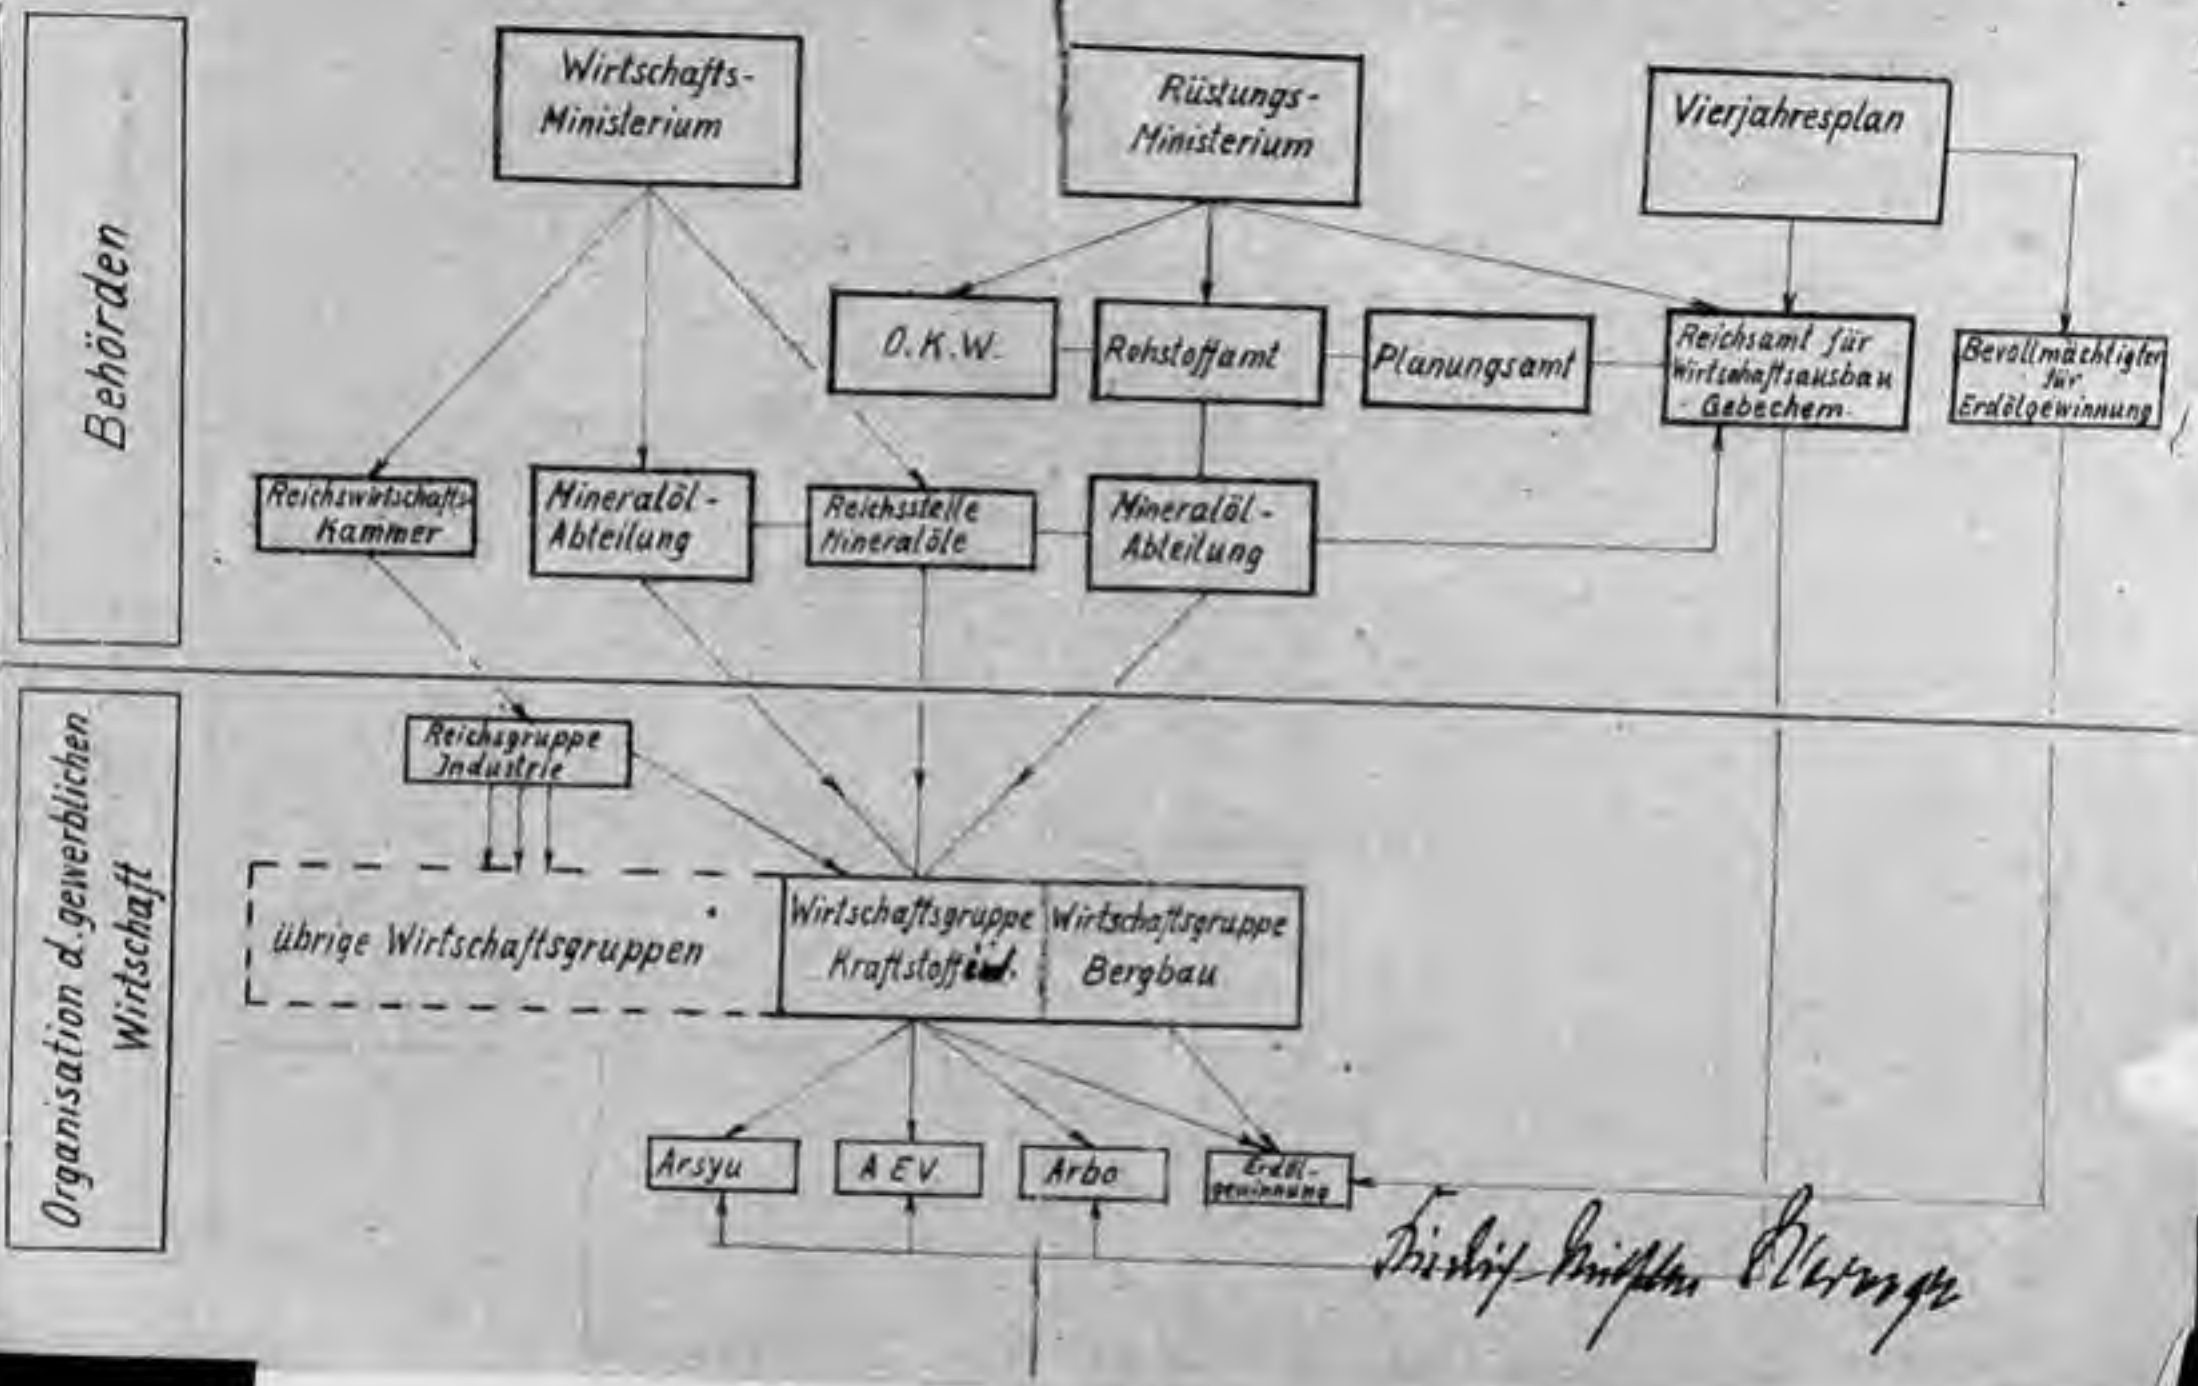 Behörden
Wirtschafts-
Ministerium
Rüstungs-
Ministerium
Vierjahresplan
O.K.W.
Rohstoffamt
Planungsamt
Reichsamt für
Wirtschaftsausbau
Gebechem.
Bevollmächtigter
für
Erdölgewinnung
Reichswirtschafts-
Kammer
Mineralöl-
Abteilung
Reichsstelle
Mineralöle
Mineralöl-
Abteilung
Organisation d. gewerblichen
Wirtschaft
Reichsgruppe
Industrie
übrige Wirtschaftsgruppen
Wirtschaftsgruppe
Wirtschaftsgruppe
Bergbau
Arsyu
A E V.
Arbo
Erdöl-
gewinnung